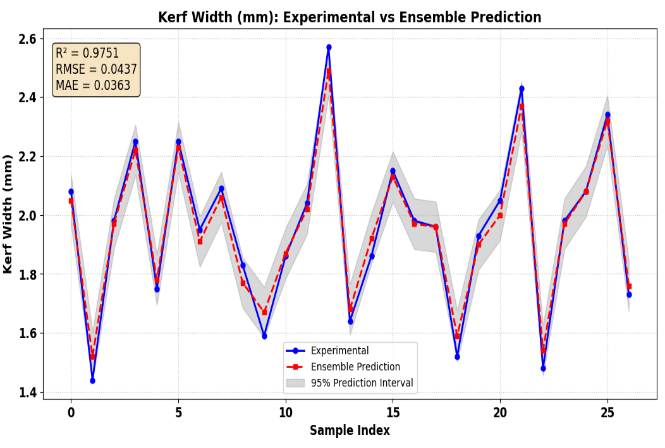 Kerf Width (mm): Experimental vs Ensemble Prediction
R² = 0.9751
RMSE = 0.0437
MAE = 0.0363
Kerf Width (mm)
2.6
2.4
2.2
2.0
1.8
1.6
1.4
Experimental
Ensemble Prediction
95% Prediction Interval
0 5 10 15 20 25
Sample Index